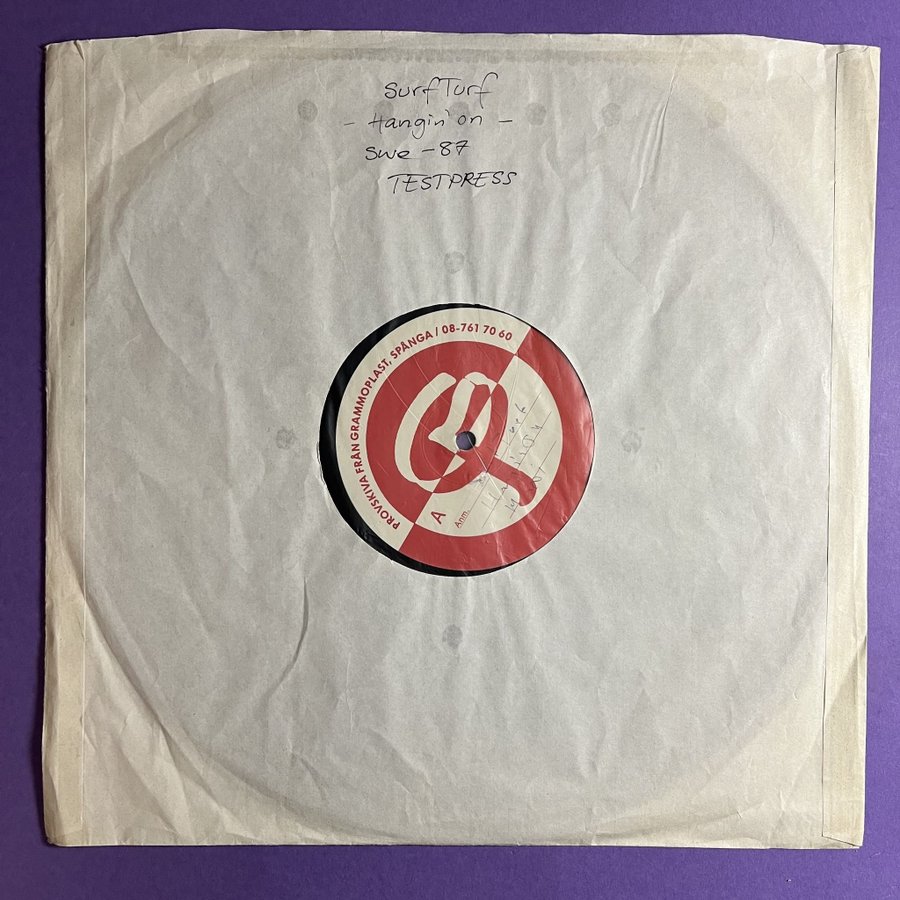 SurfTurf
- Hangin' on -
Swe - 87
TESTPRESS
PROVSKIVA FRÅN GRAMMOPLAST, SPÅNGA / 08-761 70 60
A
Anm.